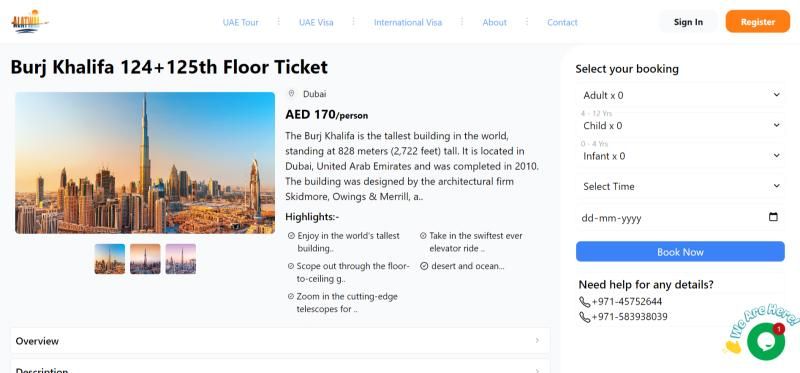 ALATWAL
UAE Tour
UAE Visa
International Visa
About
Contact
Sign In
Register
Burj Khalifa 124+125th Floor Ticket
Dubai
AED 170/person
The Burj Khalifa is the tallest building in the world,
standing at 828 meters (2,722 feet) tall. It is located in
Dubai, United Arab Emirates and was completed in 2010.
The building was designed by the architectural firm
Skidmore, Owings & Merrill, a..
Highlights:-
Enjoy in the world's tallest
building..
Take in the swiftest ever
elevator ride ..
Scope out through the floor-
to-ceiling g..
desert and ocean...
Zoom in the cutting-edge
telescopes for ..
Overview
Description
Select your booking
Adult x 0
4 - 12 Yrs
Child x 0
0 - 4 Yrs
Infant x 0
Select Time
dd-mm-yyyy
Book Now
Need help for any details?
+971-45752644
+971-583938039
We Are Here!
1